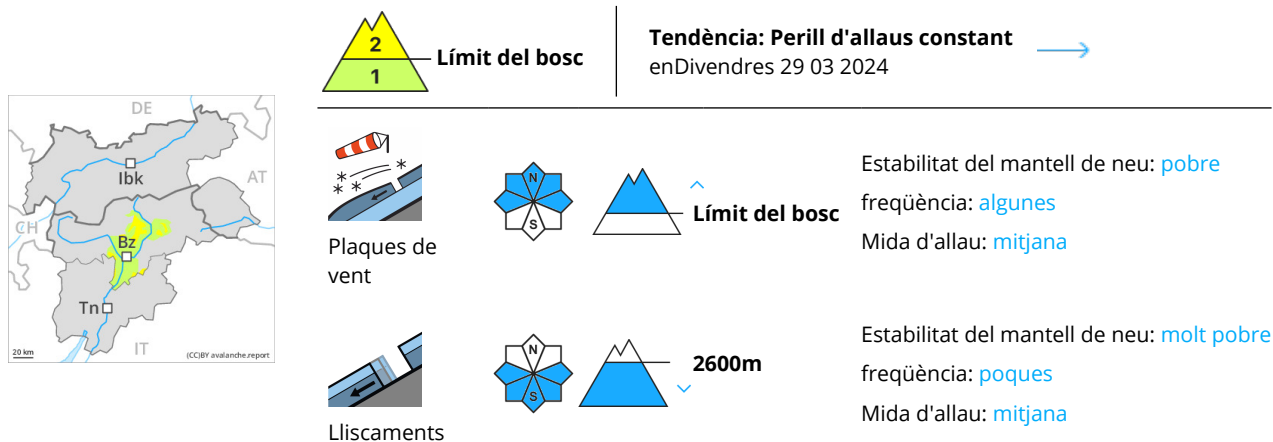 2
1
Límit del bosc
Tendència: Perill d'allaus constant
enDivendres 29 03 2024
DE
AT
CH
IT
Ibk
Bz
Tn
20 km
(CC)BY avalanche.report
Plaques de
vent
N
S
Límit del bosc
Estabilitat del mantell de neu: pobre
freqüència: algunes
Mida d'allau: mitjana
Lliscaments
N
S
2600m
Estabilitat del mantell de neu: molt pobre
freqüència: poques
Mida d'allau: mitjana